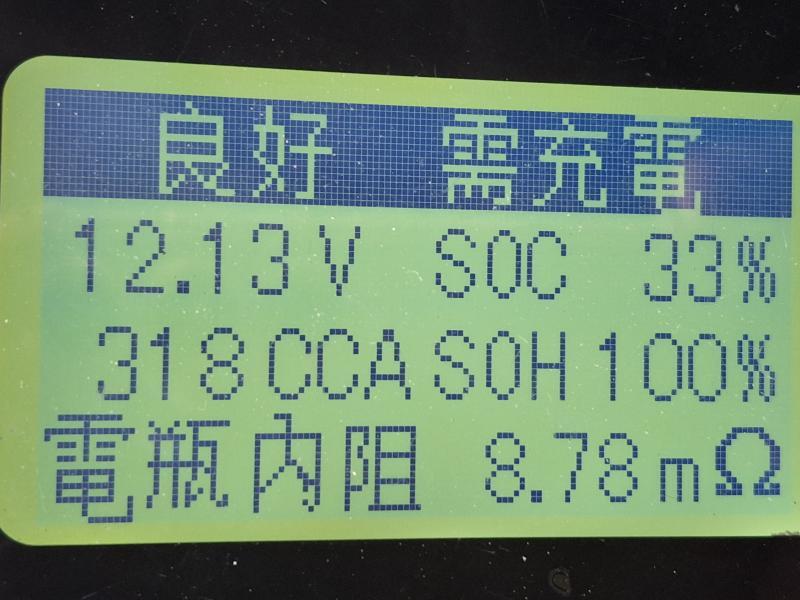 良好 需充電
12.13V SOC 33%
318CCA SOH 100%
電瓶內阻 8.78mΩ